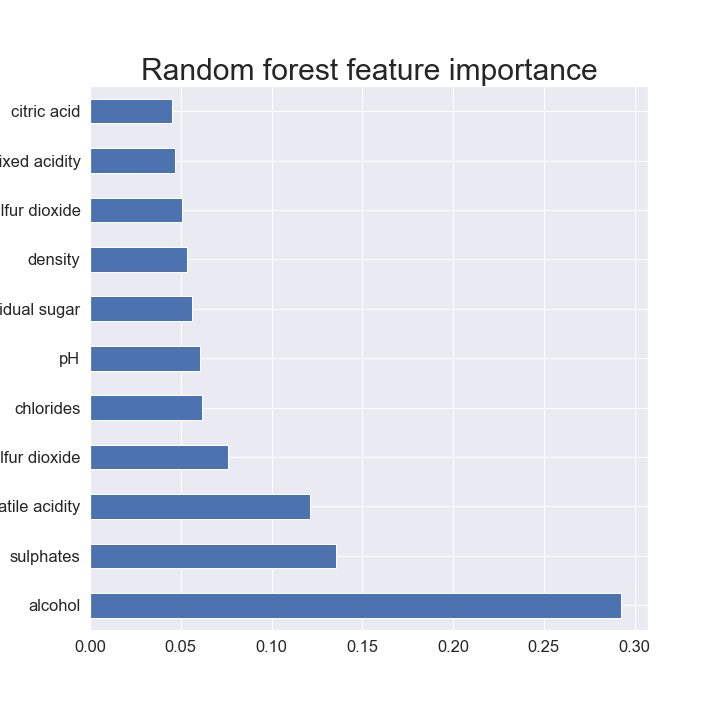 Random forest feature importance
citric acid
ixed acidity
lfur dioxide
density
idual sugar
pH
chlorides
lfur dioxide
atile acidity
sulphates
alcohol
0.00 0.05 0.10 0.15 0.20 0.25 0.30